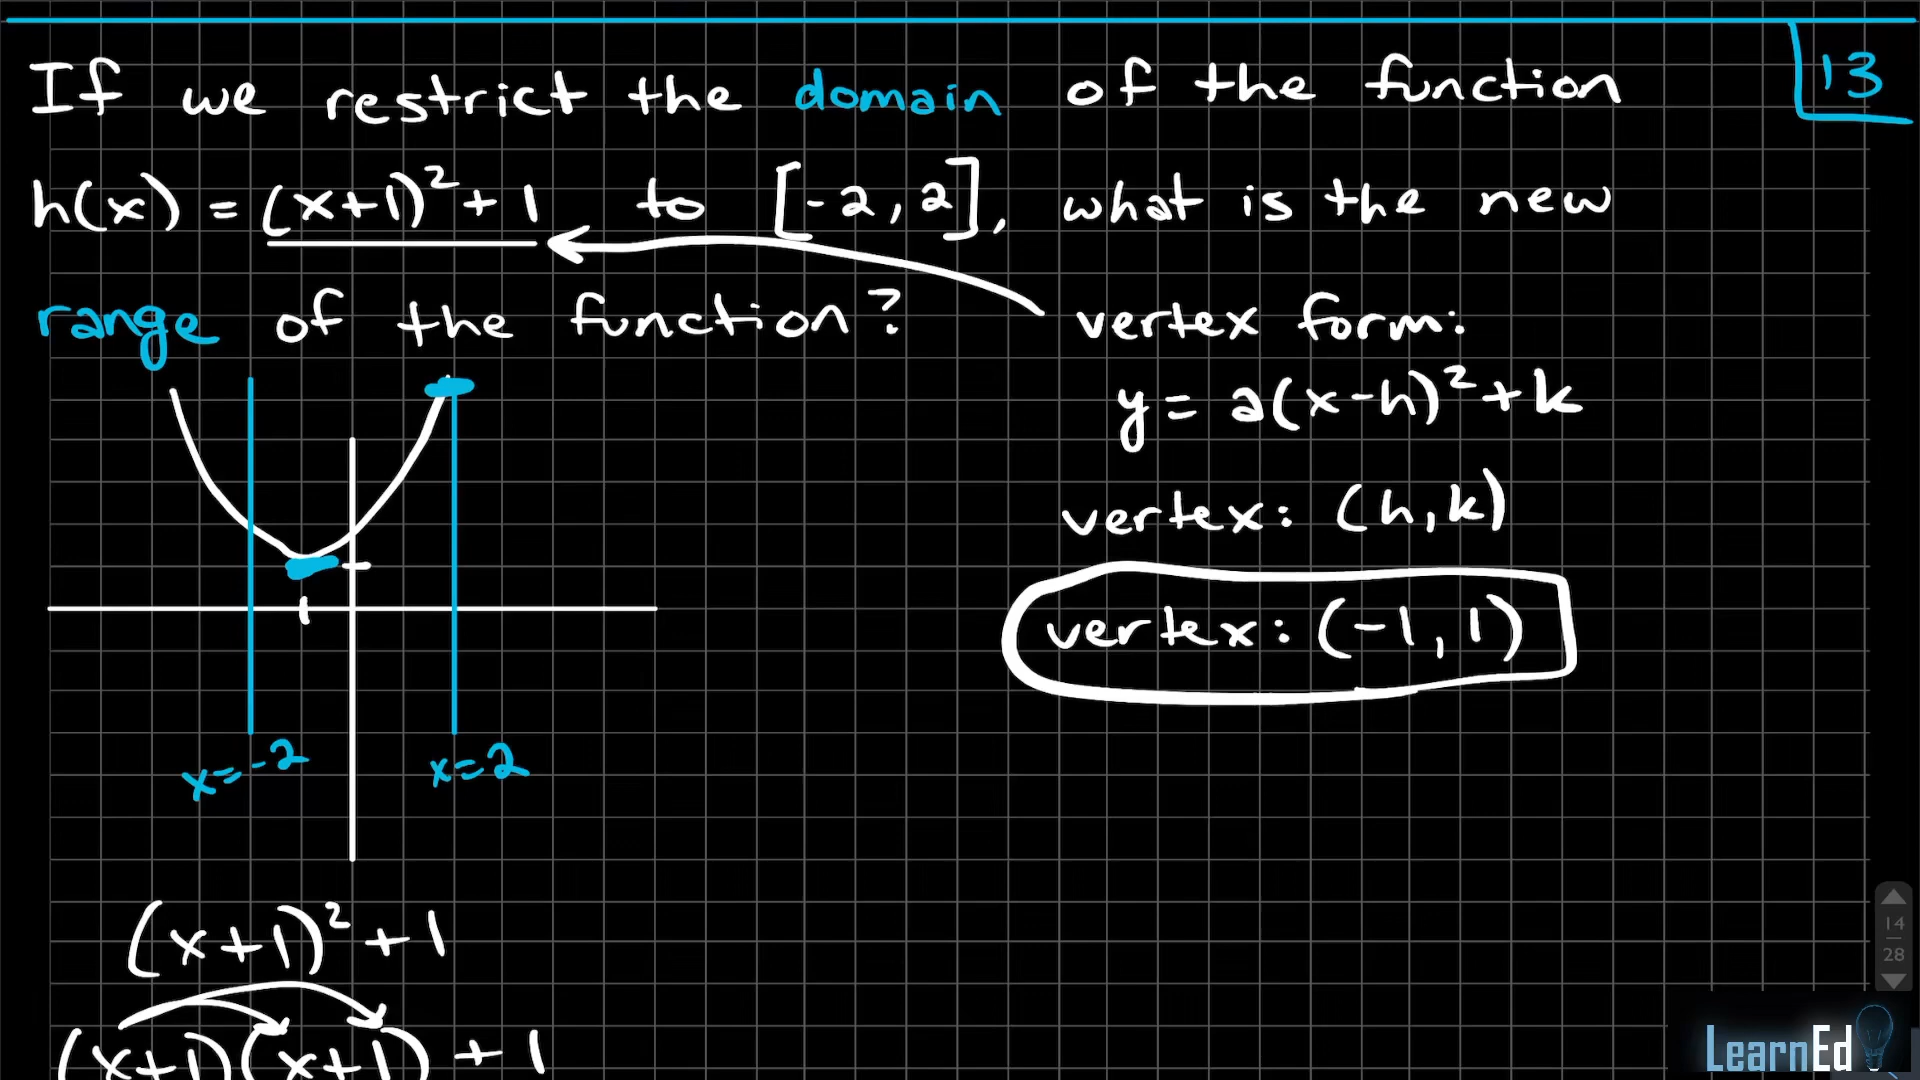 If we restrict the domain of the function
13
h(x) = (x+1)² + 1 to [-2, 2], what is the new
range of the function?
vertex form:
y = a(x-h)² + k
vertex: (h, k)
1
vertex: (-1, 1)
x=-2
x=2
(x+1)² + 1
(x+1)(x+1) + 1
14
28
LearnEd